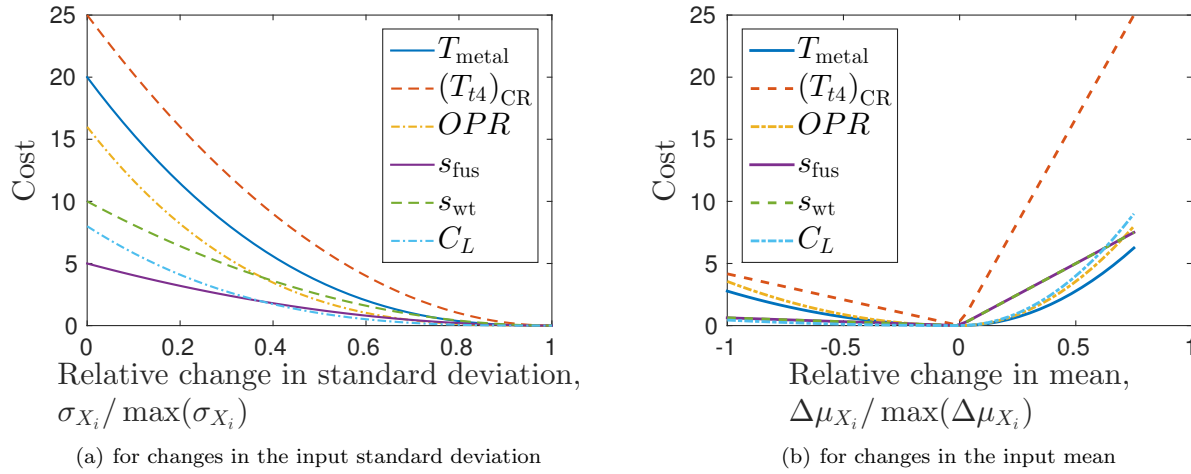 25
20
15
10
5
0
Cost
T_metal
(T_t4)_CR
OPR
s_fus
s_wt
C_L
0 0.2 0.4 0.6 0.8 1
Relative change in standard deviation,
σ_{X_i}/ max(σ_{X_i})
(a) for changes in the input standard deviation
25
20
15
10
5
0
Cost
T_metal
(T_t4)_CR
OPR
s_fus
s_wt
C_L
-1 -0.5 0 0.5 1
Relative change in mean,
Δμ_{X_i}/ max(Δμ_{X_i})
(b) for changes in the input mean